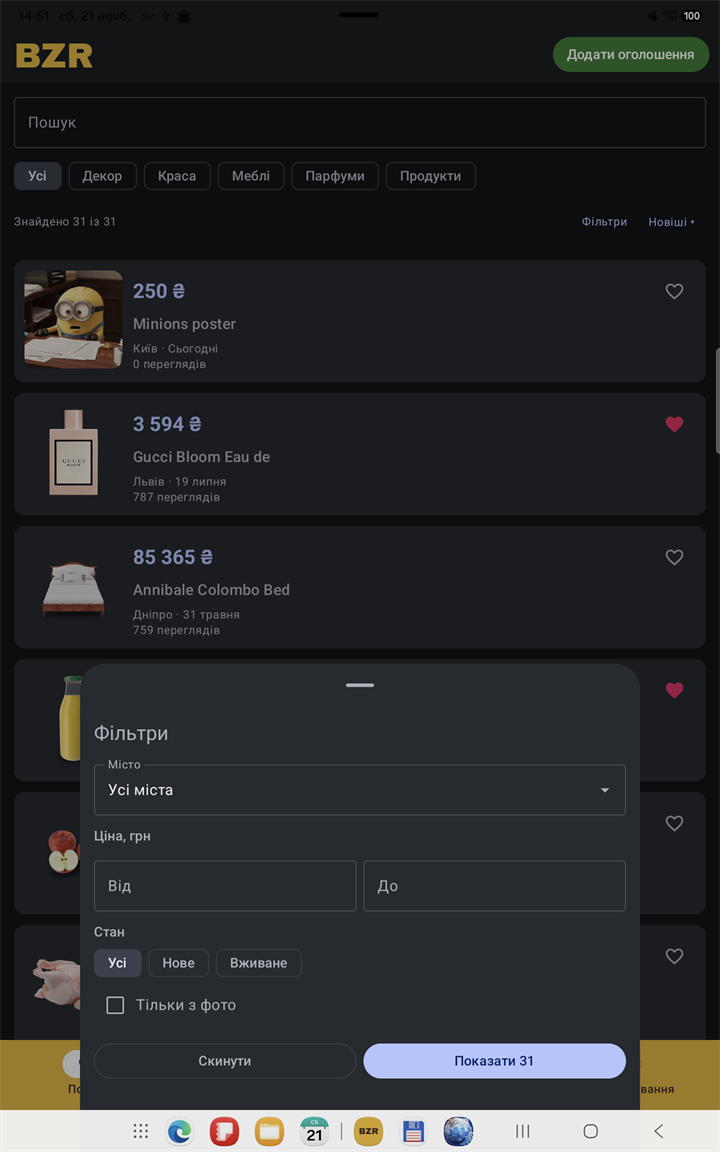 14:51 сб, 21 нояб.
100
BZR
Додати оголошення
Пошук
Усі
Декор
Краса
Меблі
Парфуми
Продукти
Знайдено 31 із 31
Фільтри
Новіші
250 ₴
Minions poster
Київ · Сьогодні
0 переглядів
3 594 ₴
Gucci Bloom Eau de
Львів · 19 липня
787 переглядів
GUCCI
85 365 ₴
Annibale Colombo Bed
Дніпро · 31 травня
759 переглядів
Фільтри
Місто
Усі міста
Ціна, грн
Від
До
Стан
Усі
Нове
Вживане
Тільки з фото
Скинути
Показати 31
СБ
21
BZR